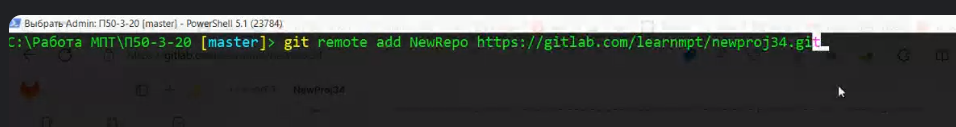 Выбрать Admin: П50-3-20 [master] - PowerShell 5.1 (23784)
C:\Работа МПТ\П50-3-20 [master]> git remote add NewRepo https://gitlab.com/learnmpt/newproj34.git
NewProj34